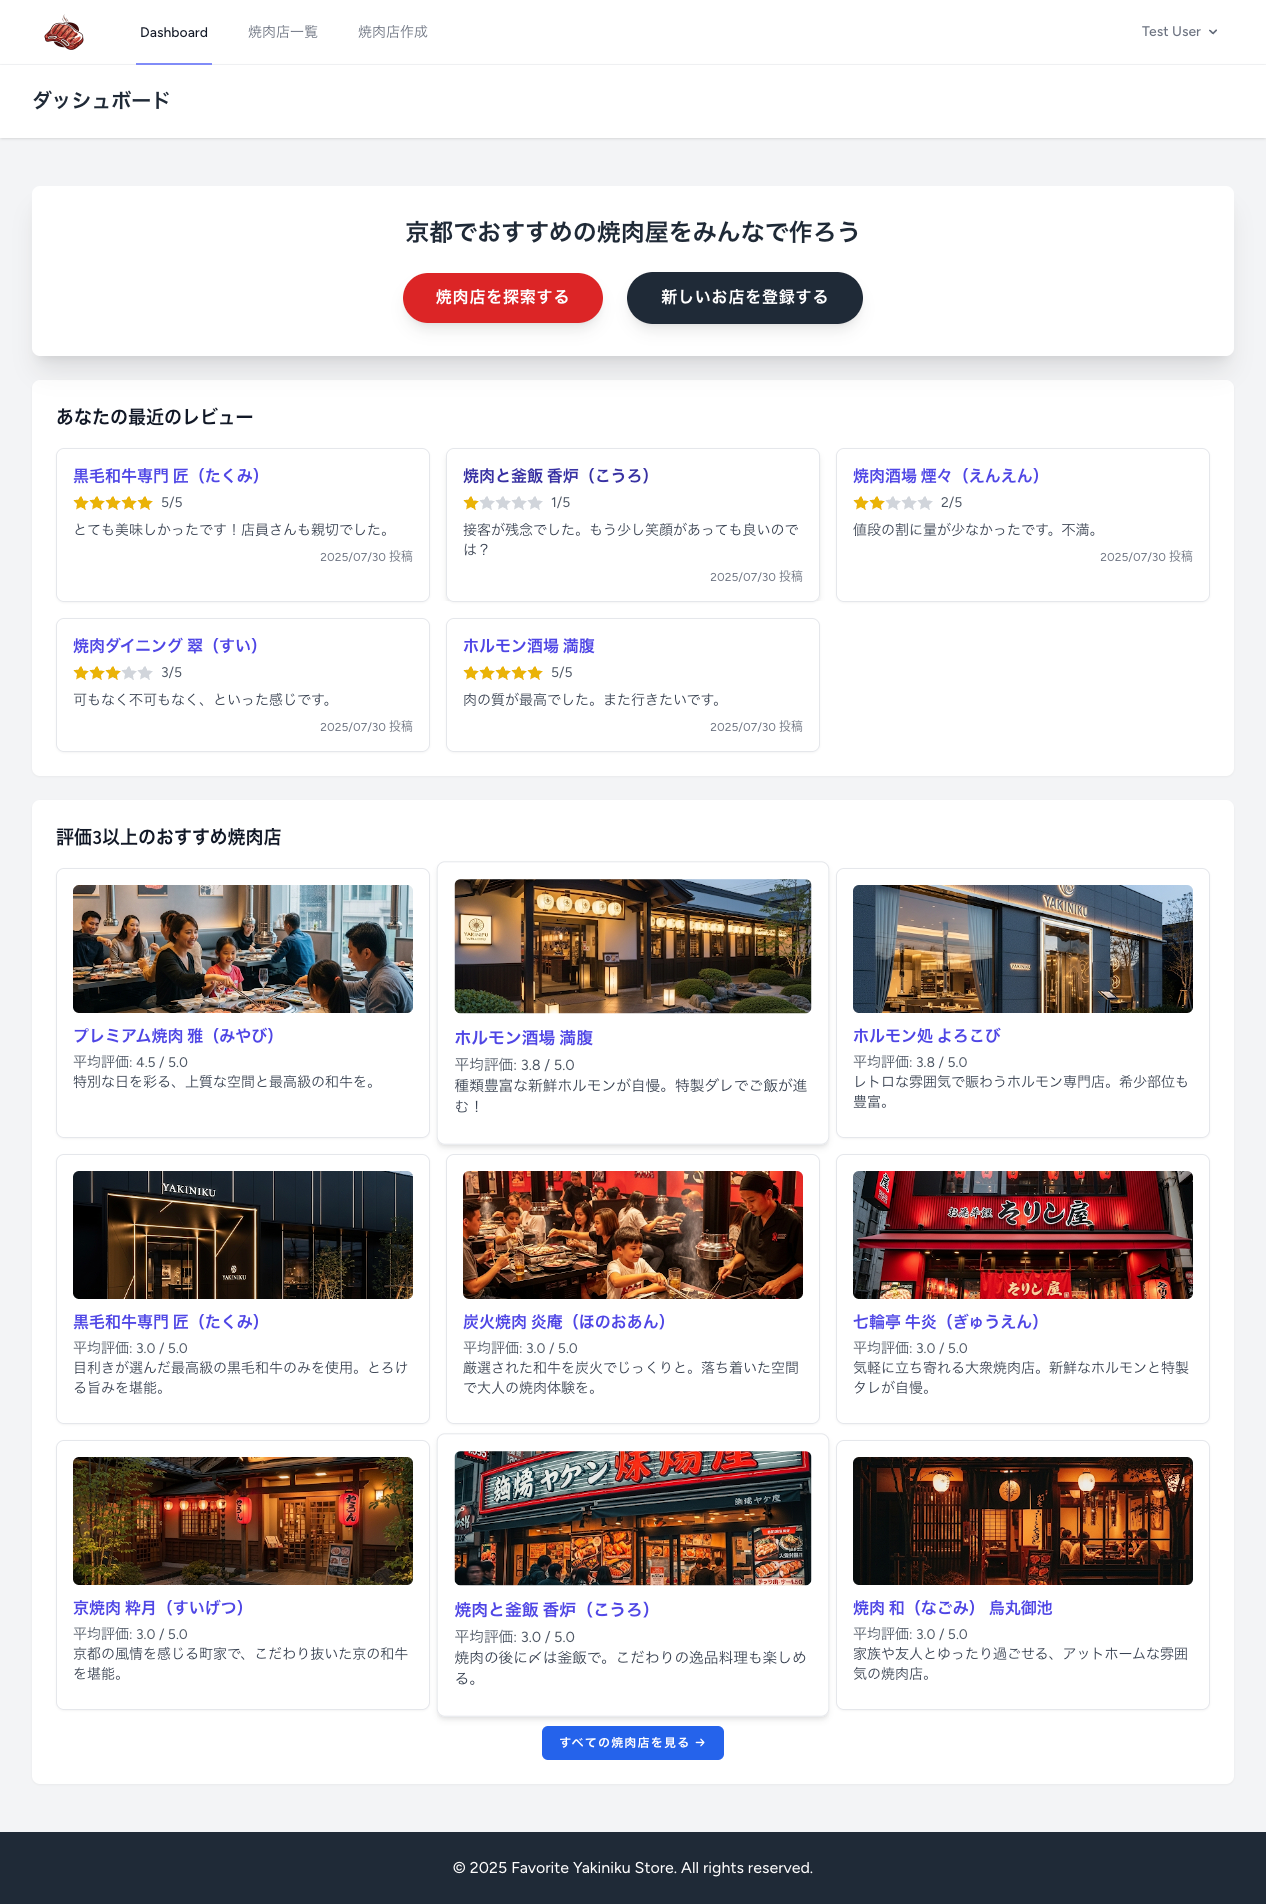 Dashboard
焼肉店一覧
焼肉店作成
Test User
ダッシュボード
京都でおすすめの焼肉屋をみんなで作ろう
焼肉店を探索する
新しいお店を登録する
あなたの最近のレビュー
黒毛和牛専門 匠（たくみ）
5/5
とても美味しかったです！店員さんも親切でした。
2025/07/30 投稿
焼肉と釜飯 香炉（こうろ）
1/5
接客が残念でした。もう少し笑顔があっても良いので
は？
2025/07/30 投稿
焼肉酒場 煙々（えんえん）
2/5
値段の割に量が少なかったです。不満。
2025/07/30 投稿
焼肉ダイニング 翠（すい）
3/5
可もなく不可もなく、といった感じです。
2025/07/30 投稿
ホルモン酒場 満腹
5/5
肉の質が最高でした。また行きたいです。
2025/07/30 投稿
評価3以上のおすすめ焼肉店
プレミアム焼肉 雅（みやび）
平均評価: 4.5 / 5.0
特別な日を彩る、上質な空間と最高級の和牛を。
YAKINIKU
ホルモン酒場 満腹
平均評価: 3.8 / 5.0
種類豊富な新鮮ホルモンが自慢。特製ダレでご飯が進
む！
YAKINIKU
YAKINIKU
ホルモン処 よろこび
平均評価: 3.8 / 5.0
レトロな雰囲気で賑わうホルモン専門店。希少部位も
豊富。
YAKINIKU
YAKINIKU
黒毛和牛専門 匠（たくみ）
平均評価: 3.0 / 5.0
目利きが選んだ最高級の黒毛和牛のみを使用。とろけ
る旨みを堪能。
炭火焼肉 炎庵（ほのおあん）
平均評価: 3.0 / 5.0
厳選された和牛を炭火でじっくりと。落ち着いた空間
で大人の焼肉体験を。
七輪亭 牛炎（ぎゅうえん）
平均評価: 3.0 / 5.0
気軽に立ち寄れる大衆焼肉店。新鮮なホルモンと特製
タレが自慢。
京焼肉 粋月（すいげつ）
平均評価: 3.0 / 5.0
京都の風情を感じる町家で、こだわり抜いた京の和牛
を堪能。
焼肉と釜飯 香炉（こうろ）
平均評価: 3.0 / 5.0
焼肉の後に〆は釜飯で。こだわりの逸品料理も楽しめ
る。
焼肉 和（なごみ） 烏丸御池
平均評価: 3.0 / 5.0
家族や友人とゆったり過ごせる、アットホームな雰囲
気の焼肉店。
すべての焼肉店を見る →
© 2025 Favorite Yakiniku Store. All rights reserved.